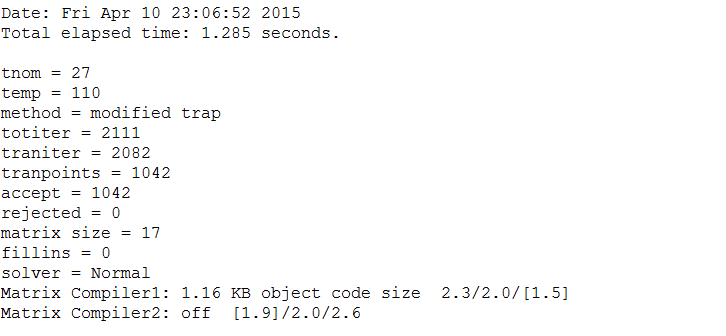 Date: Fri Apr 10 23:06:52 2015
Total elapsed time: 1.285 seconds.
tnom = 27
temp = 110
method = modified trap
totiter = 2111
traniter = 2082
tranpoints = 1042
accept = 1042
rejected = 0
matrix size = 17
fillins = 0
solver = Normal
Matrix Compiler1: 1.16 KB object code size  2.3/2.0/[1.5]
Matrix Compiler2: off  [1.9]/2.0/2.6